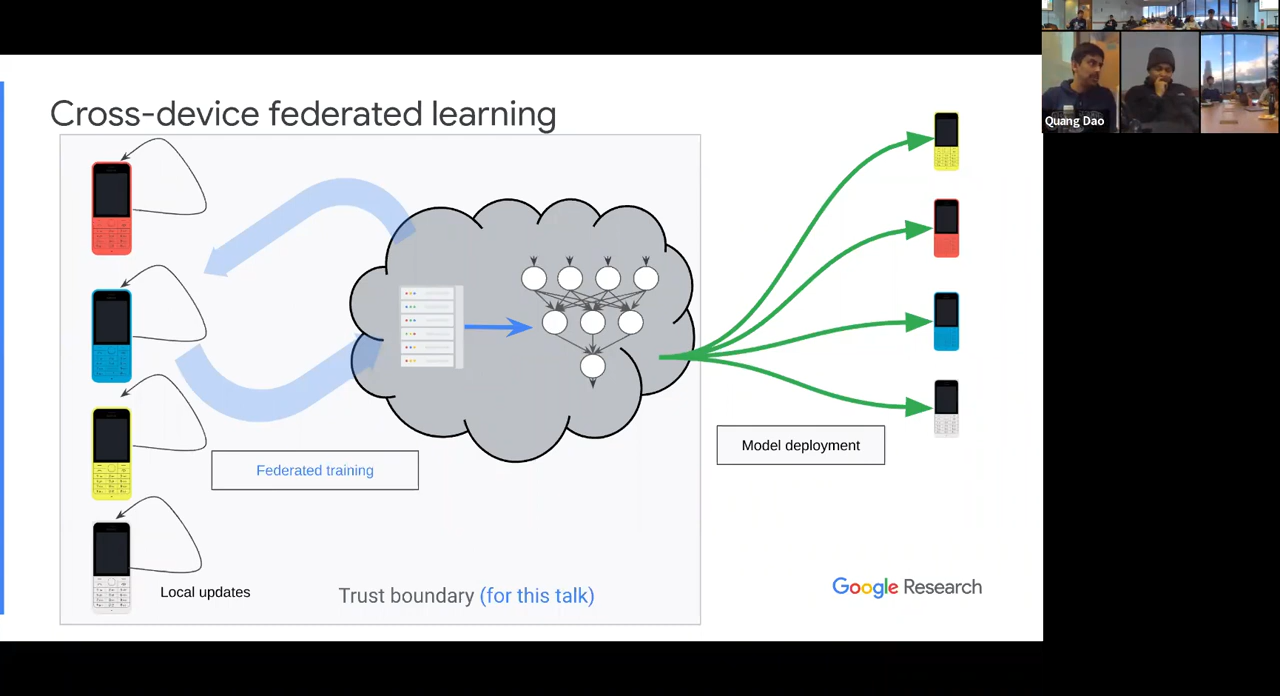 Cross-device federated learning
Quang Dao
Model deployment
Federated training
Local updates
Trust boundary (for this talk)
Google Research